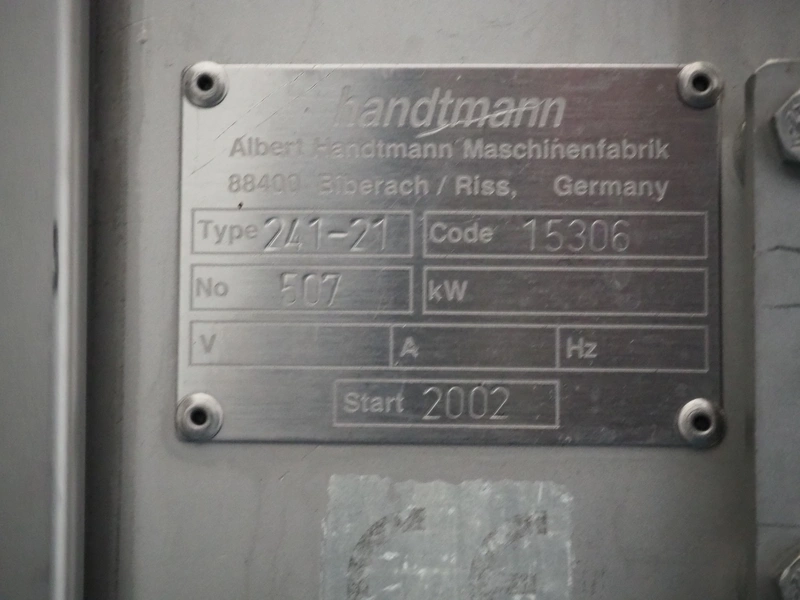 handtmann
Albert Handtmann Maschinenfabrik
88400 Biberach / Riss, Germany
Type 241-21 Code 15306
No 507 kW
V A Hz
Start 2002
CE